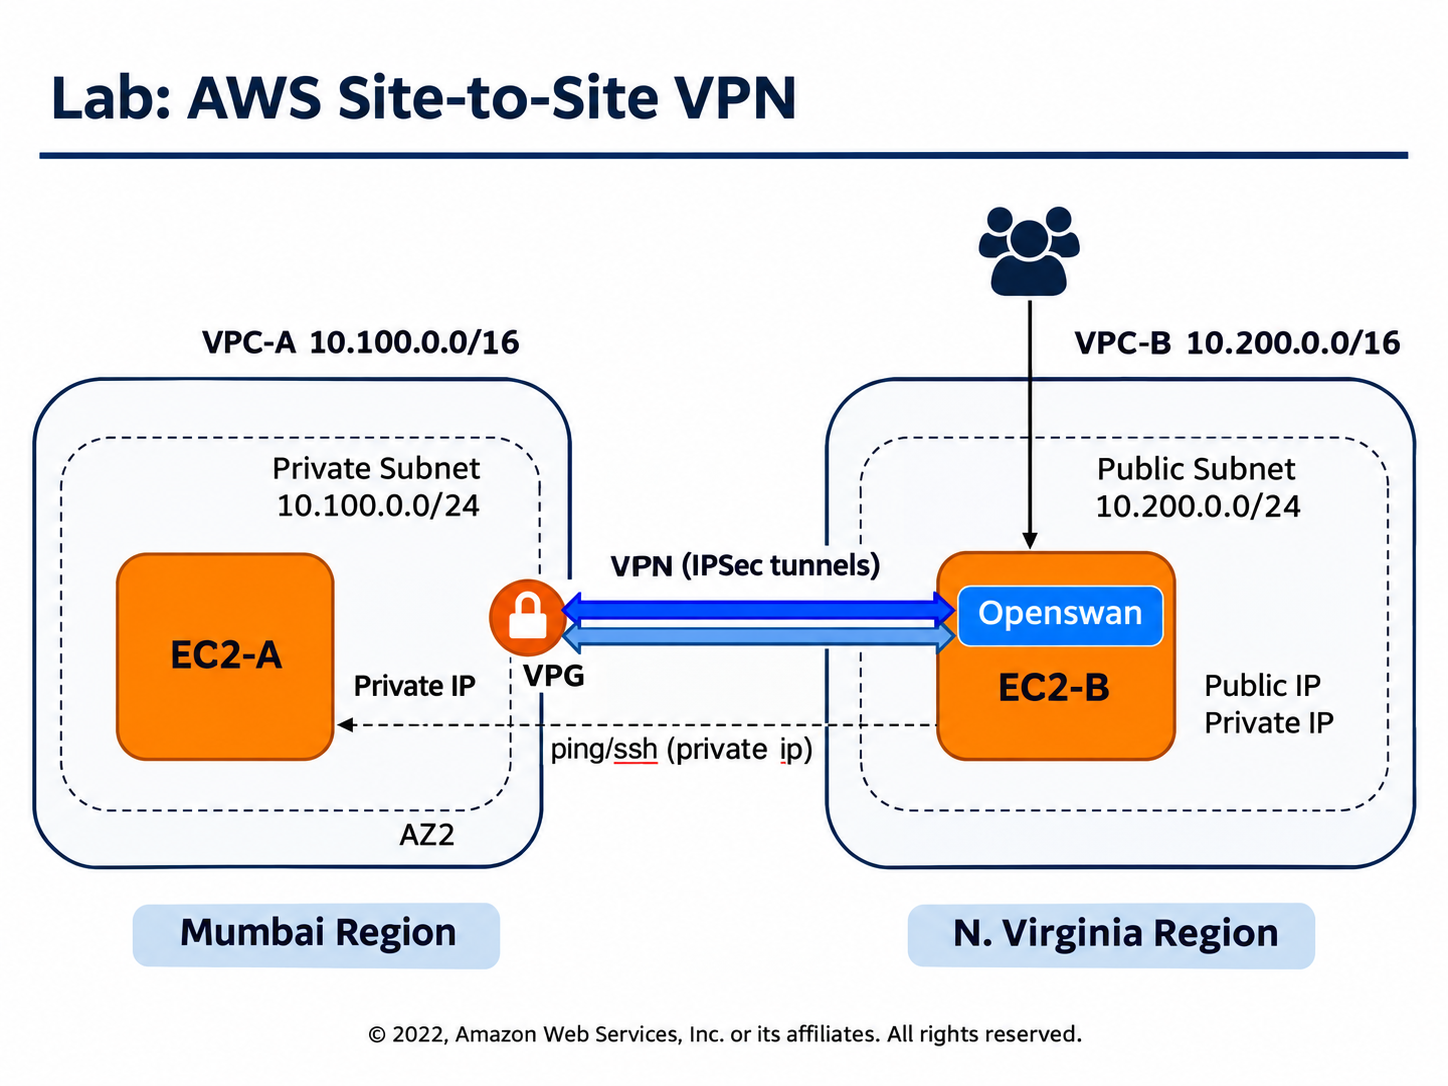 Lab: AWS Site-to-Site VPN
VPC-A 10.100.0.0/16
VPC-B 10.200.0.0/16
Private Subnet
10.100.0.0/24
Public Subnet
10.200.0.0/24
VPN (IPSec tunnels)
Openswan
EC2-A
EC2-B
VPG
Private IP
Public IP
Private IP
ping/ssh (private ip)
AZ2
Mumbai Region
N. Virginia Region
© 2022, Amazon Web Services, Inc. or its affiliates. All rights reserved.